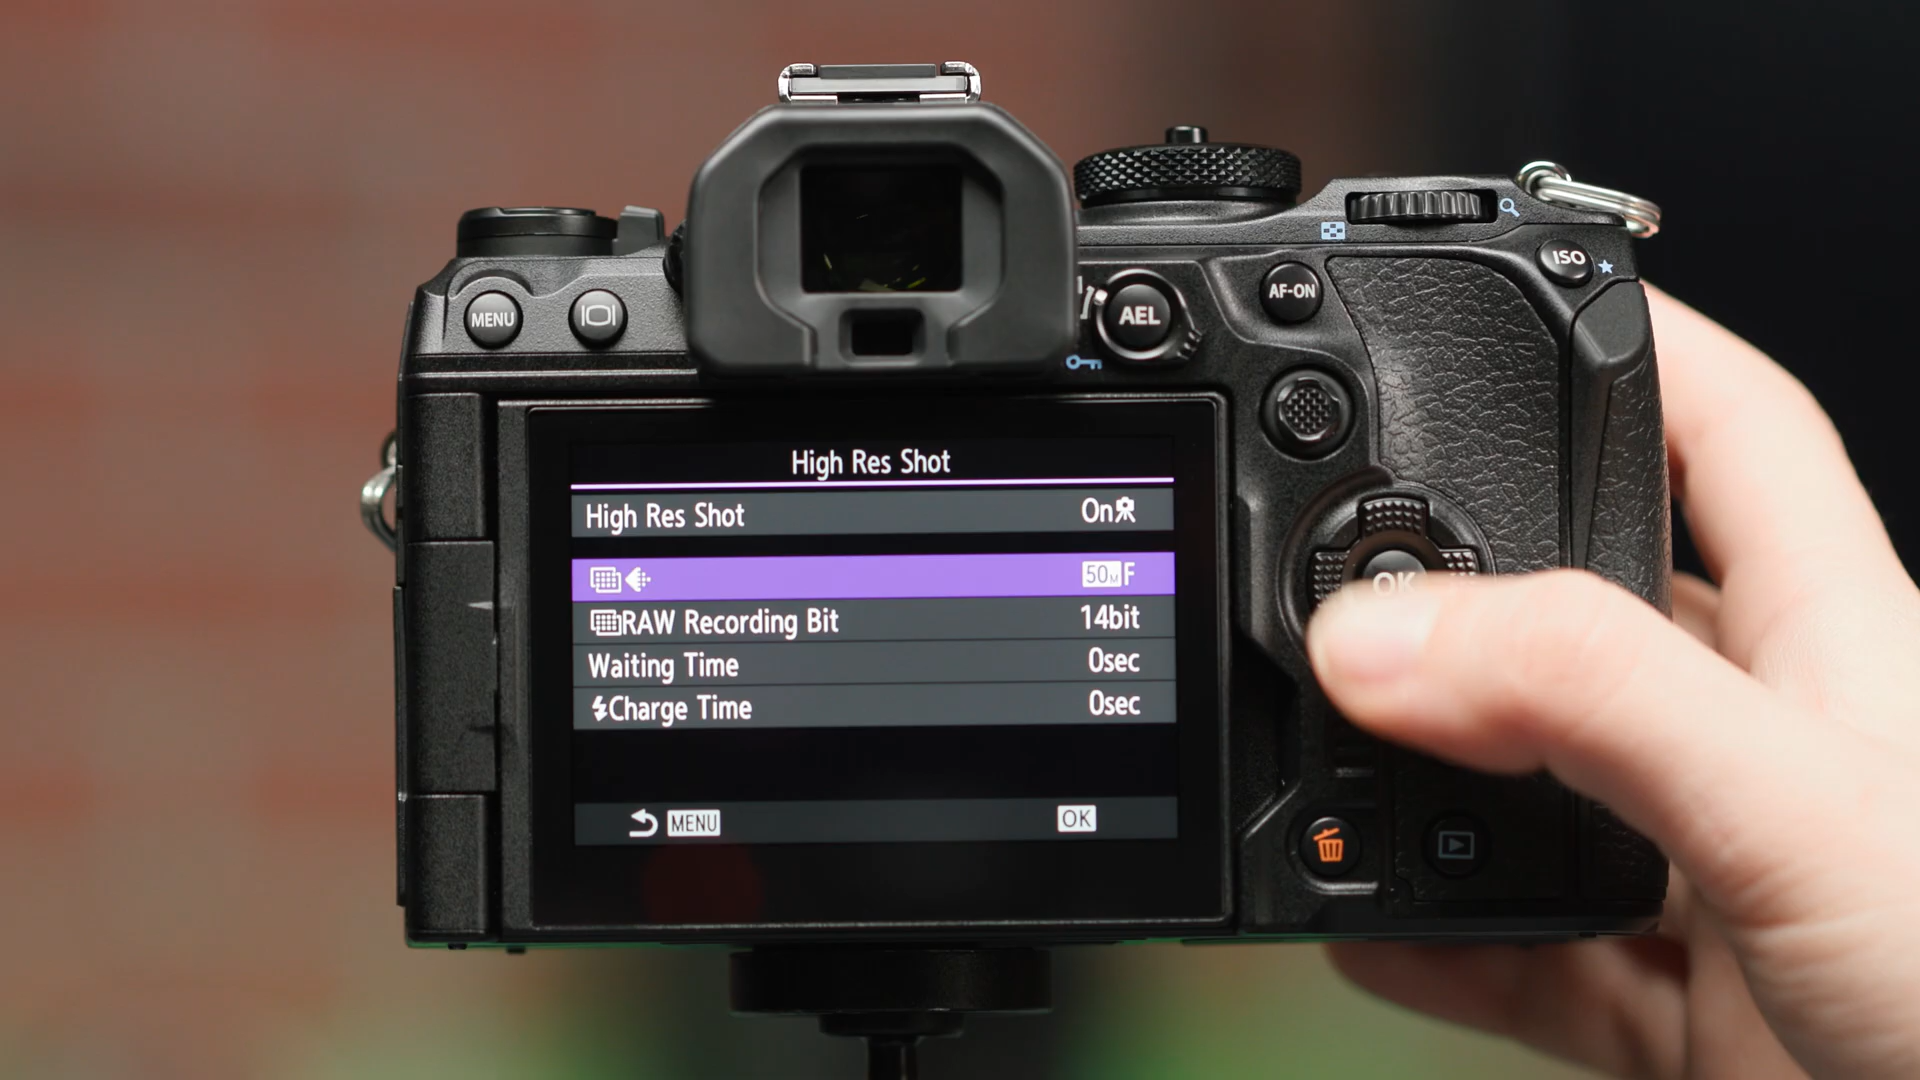 MENU
AEL
AF-ON
ISO
High Res Shot
High Res Shot On
50M F
RAW Recording Bit 14bit
Waiting Time 0sec
Charge Time 0sec
MENU OK
OK